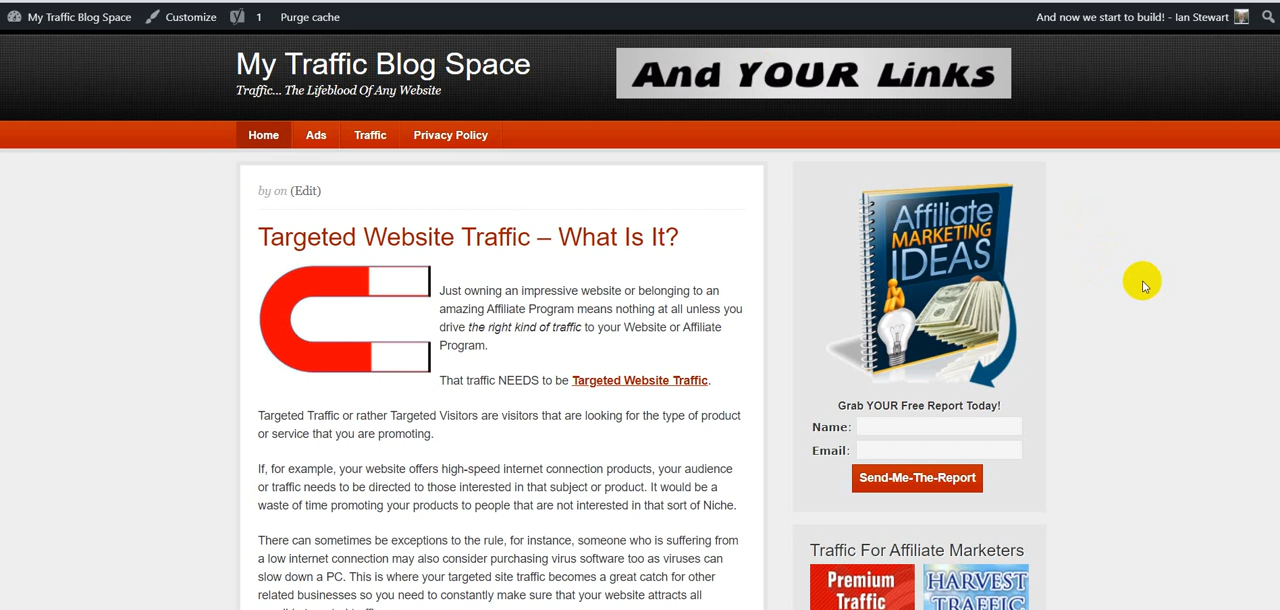 My Traffic Blog Space Customize 1 Purge cache And now we start to build! - Ian Stewart
My Traffic Blog Space
Traffic... The Lifeblood Of Any Website
And YOUR Links
Home Ads Traffic Privacy Policy
by on (Edit)
Targeted Website Traffic – What Is It?
Just owning an impressive website or belonging to an
amazing Affiliate Program means nothing at all unless you
drive the right kind of traffic to your Website or Affiliate
Program.
That traffic NEEDS to be Targeted Website Traffic.
Targeted Traffic or rather Targeted Visitors are visitors that are looking for the type of product
or service that you are promoting.
If, for example, your website offers high-speed internet connection products, your audience
or traffic needs to be directed to those interested in that subject or product. It would be a
waste of time promoting your products to people that are not interested in that sort of Niche.
There can sometimes be exceptions to the rule, for instance, someone who is suffering from
a low internet connection may also consider purchasing virus software too as viruses can
slow down a PC. This is where your targeted site traffic becomes a great catch for other
related businesses so you need to constantly make sure that your website attracts all
Affiliate
MARKETING
IDEAS
Grab YOUR Free Report Today!
Name:
Email:
Send-Me-The-Report
Traffic For Affiliate Marketers
Premium
Traffic
HARVEST
TRAFFIC